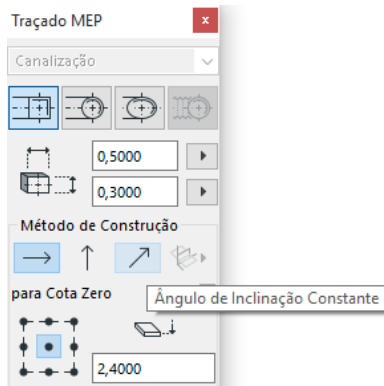 Traçado MEP
x
Canalização
0,5000
0,3000
Método de Construção
para Cota Zero
Ângulo de Inclinação Constante
2,4000